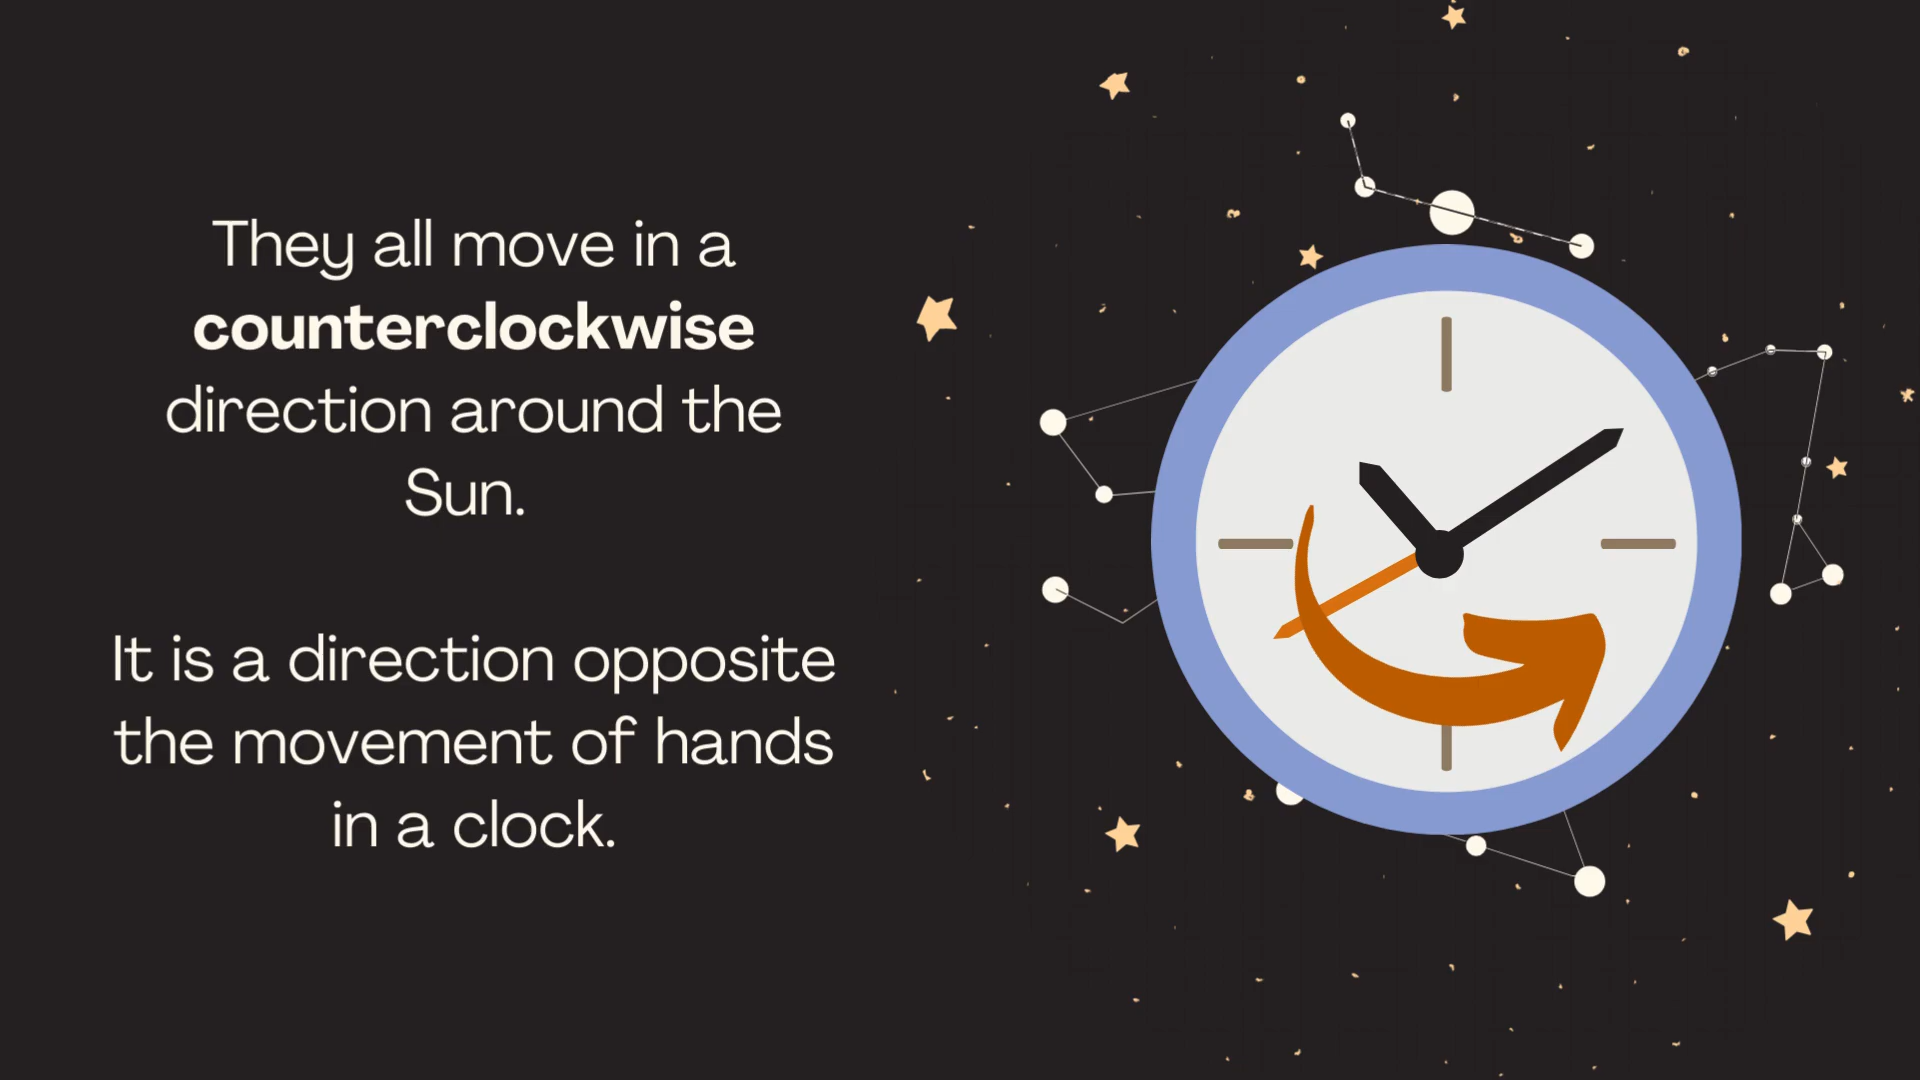 They all move in a
counterclockwise
direction around the
Sun.
It is a direction opposite
the movement of hands
in a clock.